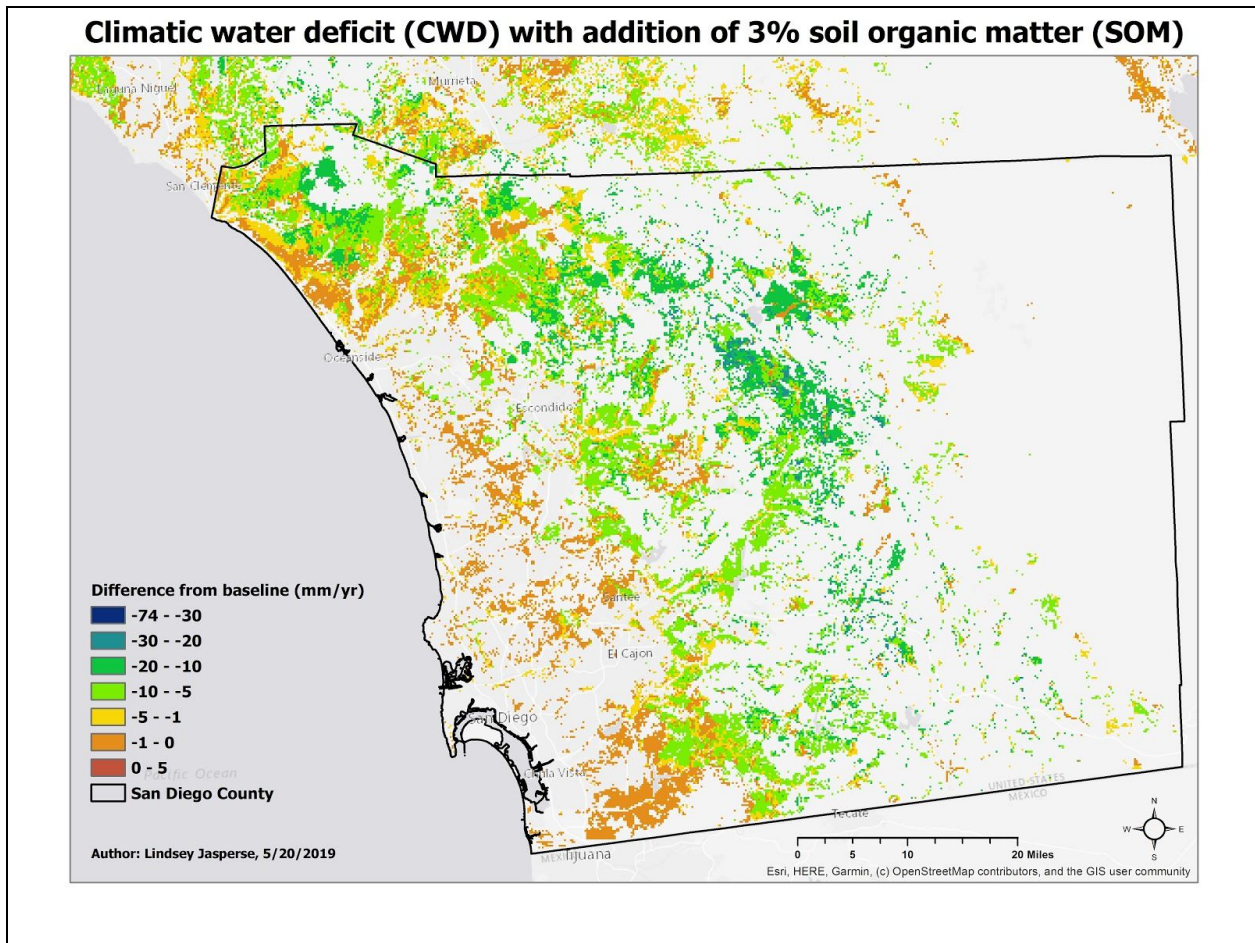 Climatic water deficit (CWD) with addition of 3% soil organic matter (SOM)
Laguna Niguel
Murrieta
San Clemente
Oceanside
Escondido
Santee
El Cajon
San Diego
Chula Vista
Pacific Ocean
UNITED STATES
MEXICO
Tecate
MEXICO
Tijuana
Difference from baseline (mm/yr)
-74 - -30
-30 - -20
-20 - -10
-10 - -5
-5 - -1
-1 - 0
0 - 5
San Diego County
Author: Lindsey Jasperse, 5/20/2019
N
W E
S
0 5 10 20 Miles
Esri, HERE, Garmin, (c) OpenStreetMap contributors, and the GIS user community